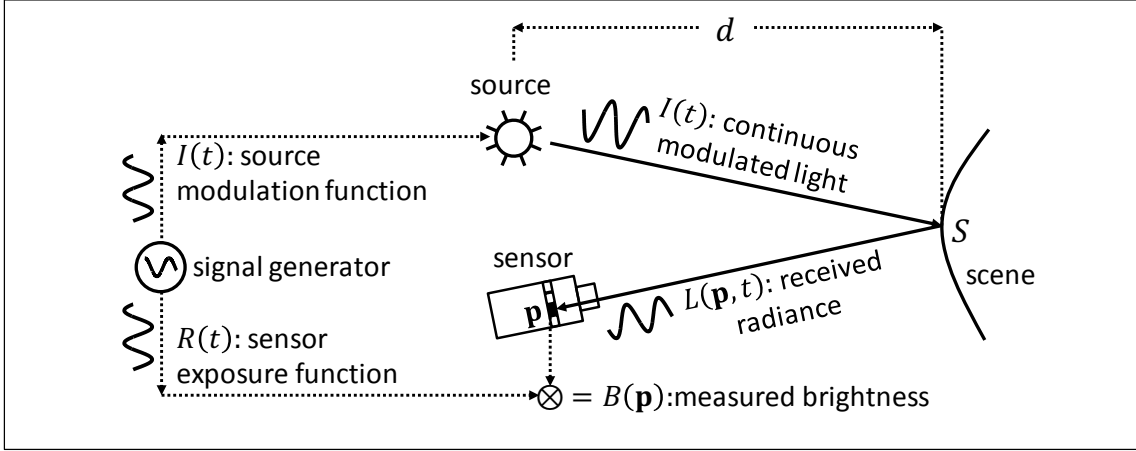 d
source
I(t): continuous
modulated light
I(t): source
modulation function
S
signal generator
sensor
scene
p
L(p, t): received
radiance
R(t): sensor
exposure function
⊗ = B(p):measured brightness